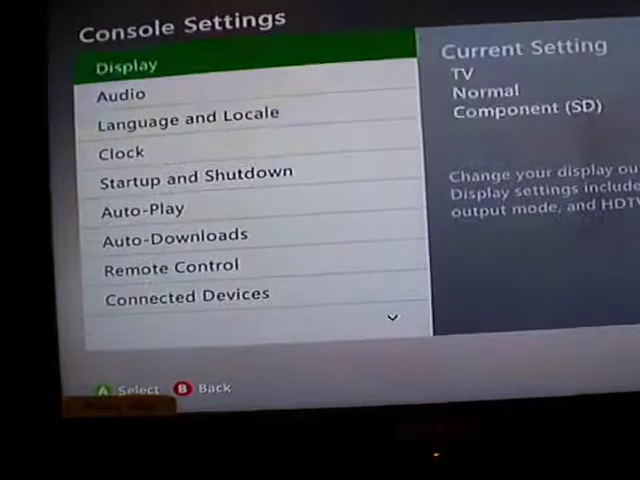 Console Settings
Display
Audio
Language and Locale
Clock
Startup and Shutdown
Auto-Play
Auto-Downloads
Remote Control
Connected Devices
A Select B Back
Current Setting
TV
Normal
Component (SD)
Change your display ou
Display settings include
output mode, and HDTV